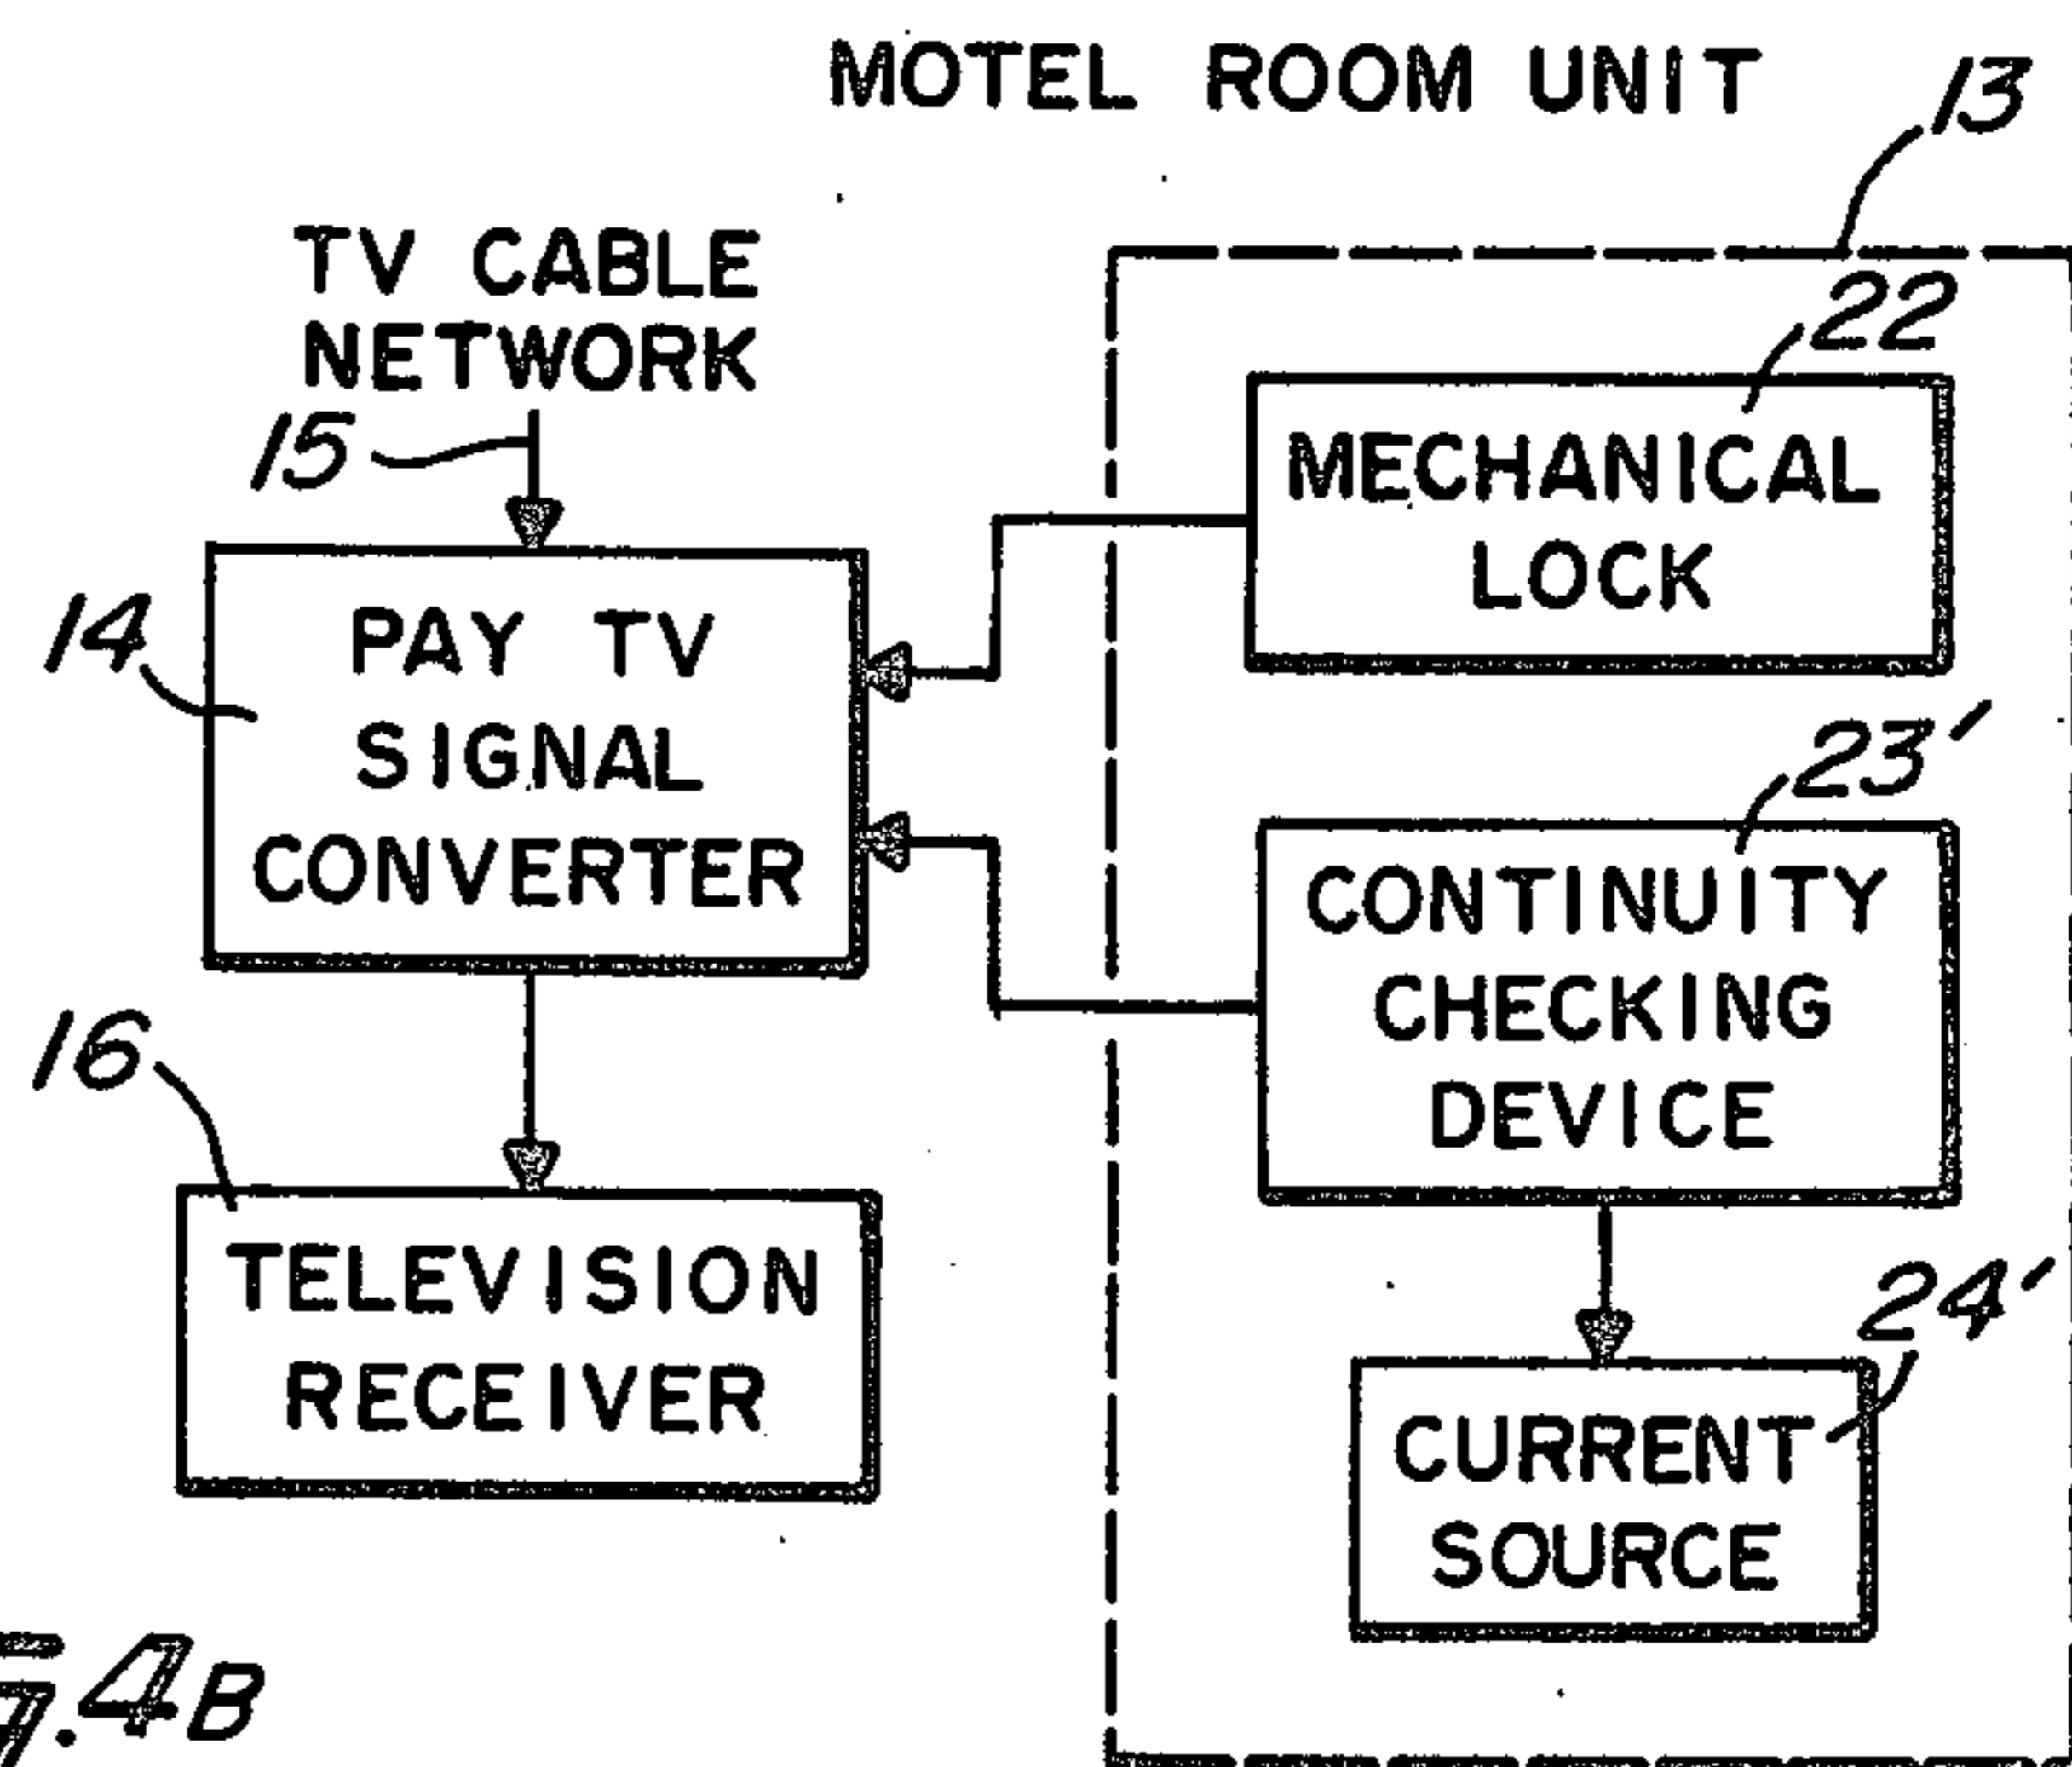 MOTEL ROOM UNIT
13
TV CABLE
NETWORK
15
22
MECHANICAL
LOCK
14
PAY TV
SIGNAL
CONVERTER
23'
CONTINUITY
CHECKING
DEVICE
16
TELEVISION
RECEIVER
24'
CURRENT
SOURCE
.4B